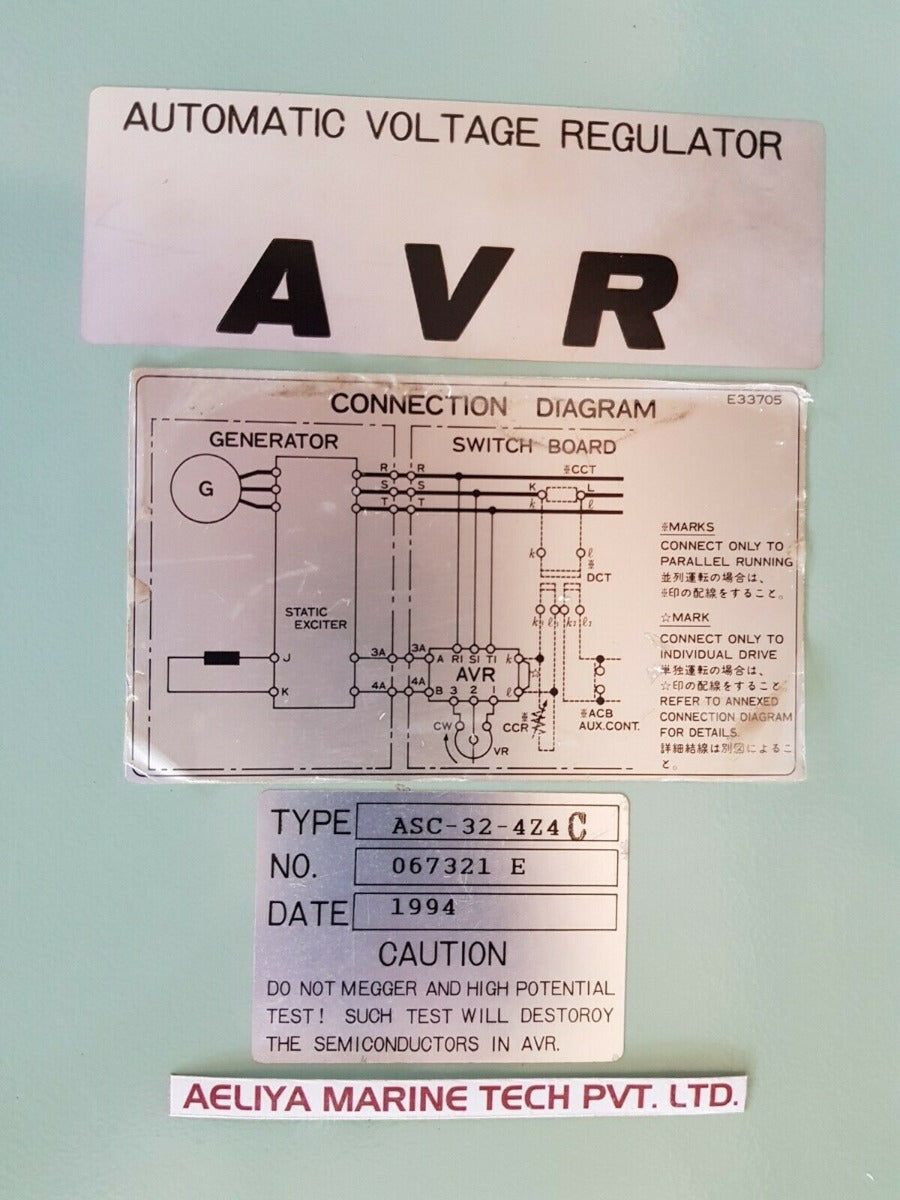 AUTOMATIC VOLTAGE REGULATOR
AVR
CONNECTION DIAGRAM
E33705
GENERATOR
SWITCH BOARD
G
R R
S S
T T
※CCT
K L
k ℓ
k ℓ
※
DCT
STATIC
EXCITER
J
K
3A 3A
4A 4A
A R1 S1 T1 k
AVR
B 3 2 1 ℓ
☆
CW
VR
※
CCR
※ACB
AUX.CONT.
※MARKS
CONNECT ONLY TO
PARALLEL RUNNING
並列運転の場合は、
※印の配線をすること。
☆MARK
CONNECT ONLY TO
INDIVIDUAL DRIVE
単独運転の場合は、
☆印の配線をすること
REFER TO ANNEXED
CONNECTION DIAGRAM
FOR DETAILS.
詳細結線は別図によるこ
と。
TYPE ASC-32-4Z4C
NO. 067321 E
DATE 1994
CAUTION
DO NOT MEGGER AND HIGH POTENTIAL
TEST! SUCH TEST WILL DESTOROY
THE SEMICONDUCTORS IN AVR.
AELIYA MARINE TECH PVT. LTD.